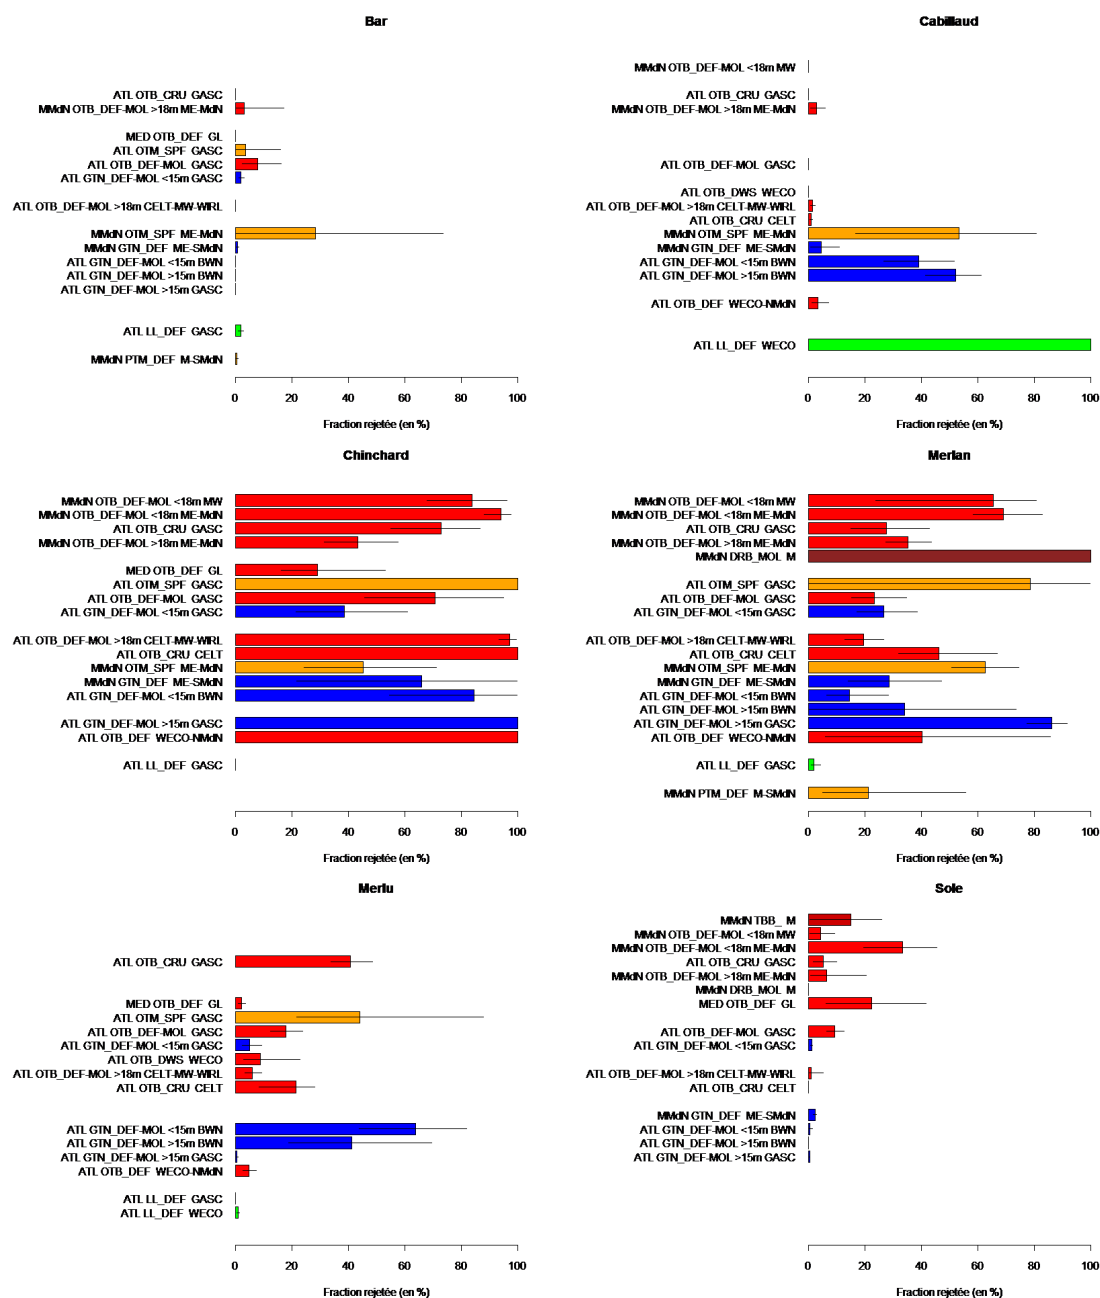 Bar
ATL OTB_CRU GASC
MMdN OTB_DEF-MOL >18m ME-MdN
MED OTB_DEF GL
ATL OTM_SPF GASC
ATL OTB_DEF-MOL GASC
ATL GTN_DEF-MOL <15m GASC
ATL OTB_DEF-MOL >18m CELT-MW-WIRL
MMdN OTM_SPF ME-MdN
MMdN GTN_DEF ME-SMdN
ATL GTN_DEF-MOL <15m BWN
ATL GTN_DEF-MOL >15m BWN
ATL GTN_DEF-MOL >15m GASC
ATL LL_DEF GASC
MMdN PTM_DEF M-SMdN
0 20 40 60 80 100
Fraction rejetée (en %)
Cabillaud
MMdN OTB_DEF-MOL <18m MW
ATL OTB_CRU GASC
MMdN OTB_DEF-MOL >18m ME-MdN
ATL OTB_DEF-MOL GASC
ATL OTB_DWS WECO
ATL OTB_DEF-MOL >18m CELT-MW-WIRL
ATL OTB_CRU CELT
MMdN OTM_SPF ME-MdN
MMdN GTN_DEF ME-SMdN
ATL GTN_DEF-MOL <15m BWN
ATL GTN_DEF-MOL >15m BWN
ATL OTB_DEF WECO-NMdN
ATL LL_DEF WECO
0 20 40 60 80 100
Fraction rejetée (en %)
Chinchard
MMdN OTB_DEF-MOL <18m MW
MMdN OTB_DEF-MOL <18m ME-MdN
ATL OTB_CRU GASC
MMdN OTB_DEF-MOL >18m ME-MdN
MED OTB_DEF GL
ATL OTM_SPF GASC
ATL OTB_DEF-MOL GASC
ATL GTN_DEF-MOL <15m GASC
ATL OTB_DEF-MOL >18m CELT-MW-WIRL
ATL OTB_CRU CELT
MMdN OTM_SPF ME-MdN
MMdN GTN_DEF ME-SMdN
ATL GTN_DEF-MOL <15m BWN
ATL GTN_DEF-MOL >15m GASC
ATL OTB_DEF WECO-NMdN
ATL LL_DEF GASC
0 20 40 60 80 100
Fraction rejetée (en %)
Merlan
MMdN OTB_DEF-MOL <18m MW
MMdN OTB_DEF-MOL <18m ME-MdN
ATL OTB_CRU GASC
MMdN OTB_DEF-MOL >18m ME-MdN
MMdN DRB_MOL M
ATL OTM_SPF GASC
ATL OTB_DEF-MOL GASC
ATL GTN_DEF-MOL <15m GASC
ATL OTB_DEF-MOL >18m CELT-MW-WIRL
ATL OTB_CRU CELT
MMdN OTM_SPF ME-MdN
MMdN GTN_DEF ME-SMdN
ATL GTN_DEF-MOL <15m BWN
ATL GTN_DEF-MOL >15m BWN
ATL GTN_DEF-MOL >15m GASC
ATL OTB_DEF WECO-NMdN
ATL LL_DEF GASC
MMdN PTM_DEF M-SMdN
0 20 40 60 80 100
Fraction rejetée (en %)
Merlu
ATL OTB_CRU GASC
MED OTB_DEF GL
ATL OTM_SPF GASC
ATL OTB_DEF-MOL GASC
ATL GTN_DEF-MOL <15m GASC
ATL OTB_DWS WECO
ATL OTB_DEF-MOL >18m CELT-MW-WIRL
ATL OTB_CRU CELT
ATL GTN_DEF-MOL <15m BWN
ATL GTN_DEF-MOL >15m BWN
ATL GTN_DEF-MOL >15m GASC
ATL OTB_DEF WECO-NMdN
ATL LL_DEF GASC
ATL LL_DEF WECO
0 20 40 60 80 100
Fraction rejetée (en %)
Sole
MMdN TBB_ M
MMdN OTB_DEF-MOL <18m MW
MMdN OTB_DEF-MOL <18m ME-MdN
ATL OTB_CRU GASC
MMdN OTB_DEF-MOL >18m ME-MdN
MMdN DRB_MOL M
MED OTB_DEF GL
ATL OTB_DEF-MOL GASC
ATL GTN_DEF-MOL <15m GASC
ATL OTB_DEF-MOL >18m CELT-MW-WIRL
ATL OTB_CRU CELT
MMdN GTN_DEF ME-SMdN
ATL GTN_DEF-MOL <15m BWN
ATL GTN_DEF-MOL >15m BWN
ATL GTN_DEF-MOL >15m GASC
0 20 40 60 80 100
Fraction rejetée (en %)